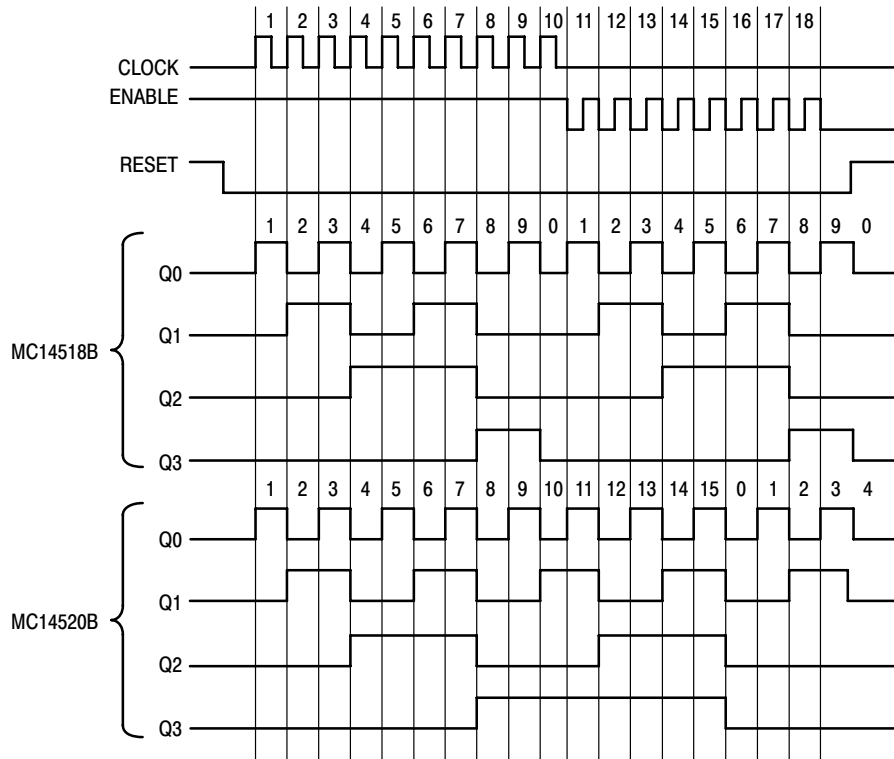 1 2 3 4 5 6 7 8 9 10 11 12 13 14 15 16 17 18
CLOCK
ENABLE
RESET
1 2 3 4 5 6 7 8 9 0 1 2 3 4 5 6 7 8 9 0
Q0
Q1
MC14518B
Q2
Q3
1 2 3 4 5 6 7 8 9 10 11 12 13 14 15 0 1 2 3 4
Q0
Q1
MC14520B
Q2
Q3